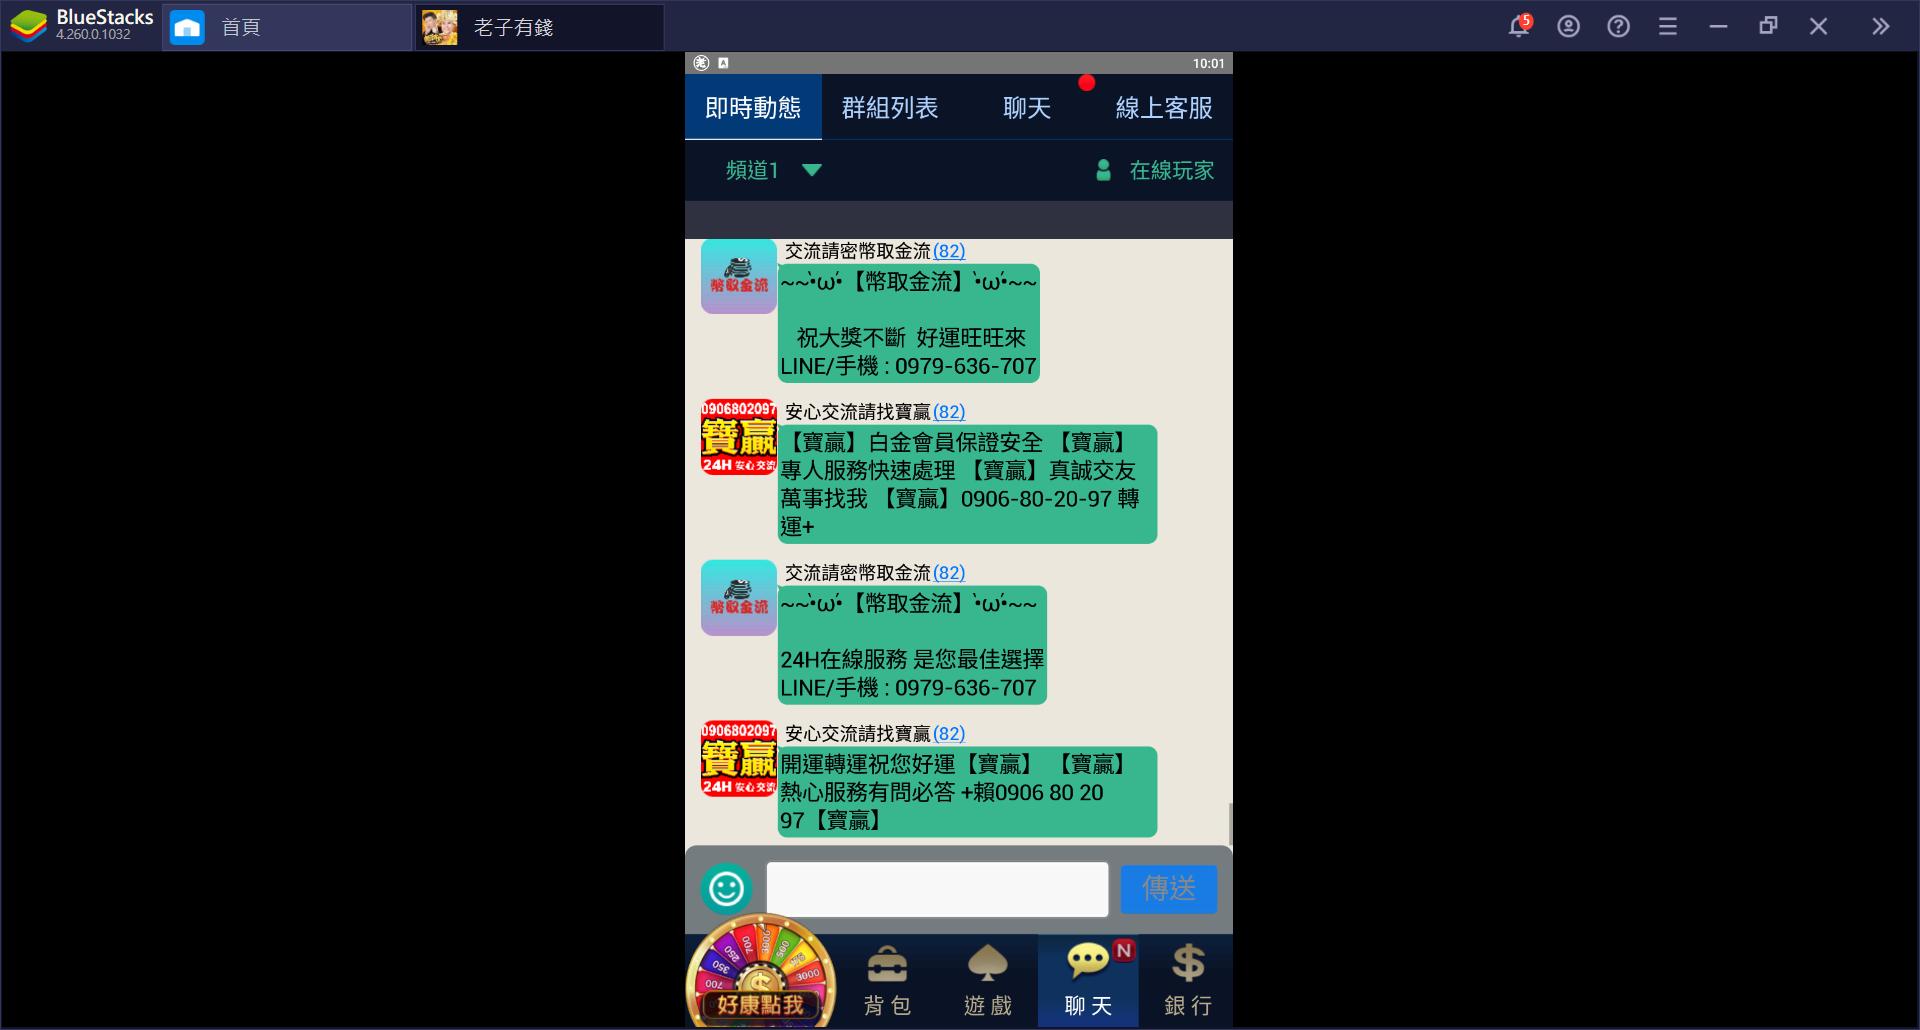 BlueStacks
4.260.0.1032
首頁
老子有錢
5
老 A
10:01
即時動態
群組列表
聊天
線上客服
頻道1
在線玩家
交流請密幣取金流(82)
幣取金流
~~•̀ω•́【幣取金流】•̀ω•́~~
祝大獎不斷 好運旺旺來
LINE/手機 : 0979-636-707
安心交流請找寶贏(82)
0906802097
寶贏
24H 安心交流
【寶贏】白金會員保證安全 【寶贏】
專人服務快速處理 【寶贏】真誠交友
萬事找我 【寶贏】0906-80-20-97 轉
運+
交流請密幣取金流(82)
幣取金流
~~•̀ω•́【幣取金流】•̀ω•́~~
24H在線服務 是您最佳選擇
LINE/手機 : 0979-636-707
安心交流請找寶贏(82)
0906802097
寶贏
24H 安心交流
開運轉運祝您好運【寶贏】 【寶贏】
熱心服務有問必答 +賴0906 80 20
97【寶贏】
傳送
700
350
250
700
3000
500
3000
好康點我
背包
遊戲
聊天
N
銀行